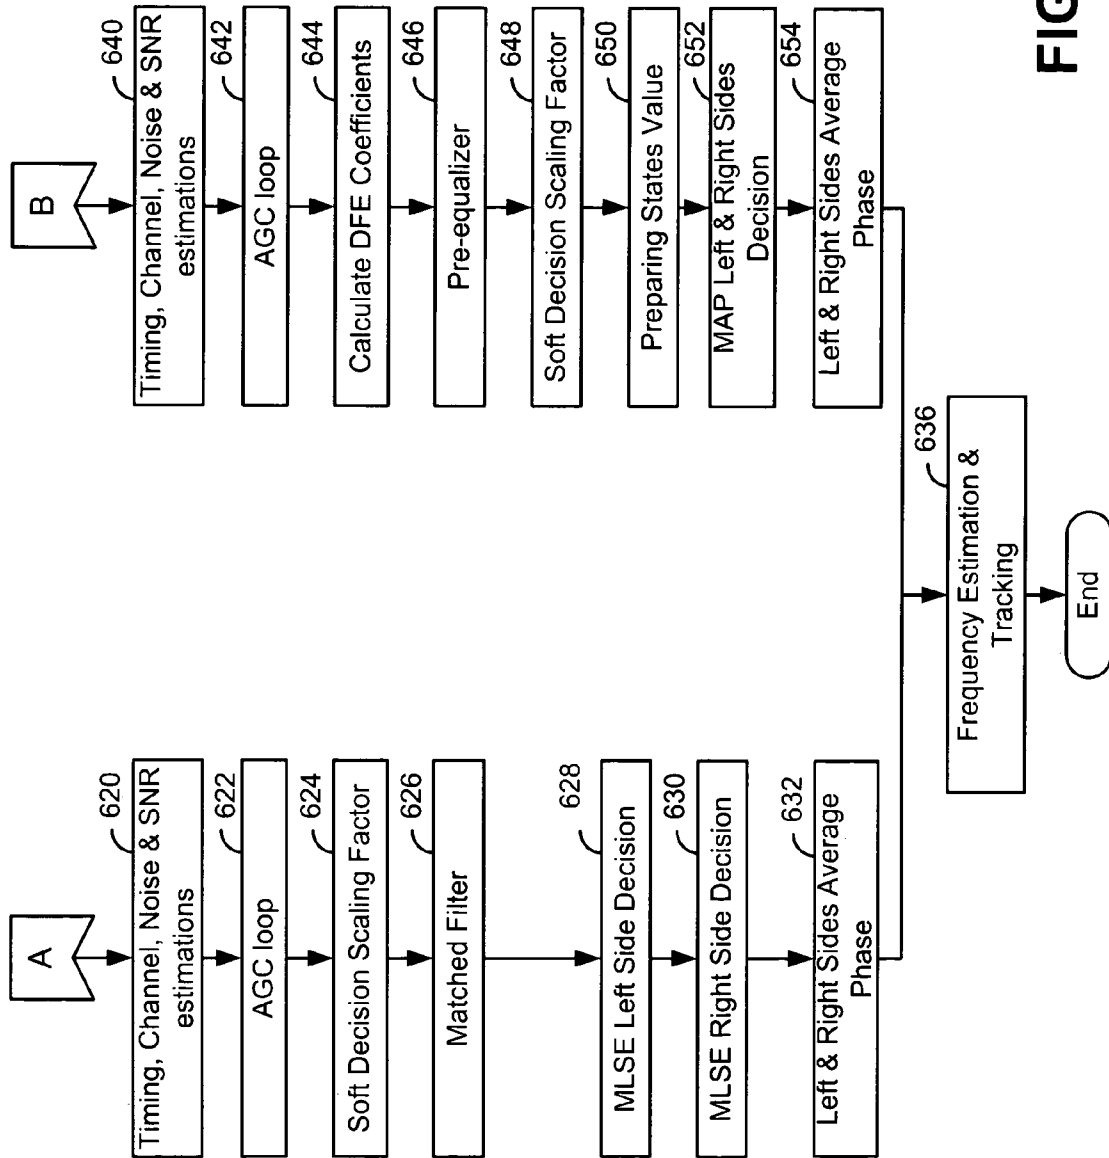 A
Timing, Channel, Noise & SNR
estimations
620
AGC loop
622
Soft Decision Scaling Factor
624
Matched Filter
626
MLSE Left Side Decision
628
MLSE Right Side Decision
630
Left & Right Sides Average
Phase
632
B
Timing, Channel, Noise & SNR
estimations
640
AGC loop
642
Calculate DFE Coefficients
644
Pre-equalizer
646
Soft Decision Scaling Factor
648
Preparing States Value
650
MAP Left & Right Sides
Decision
652
Left & Right Sides Average
Phase
654
Frequency Estimation &
Tracking
636
End
FIG